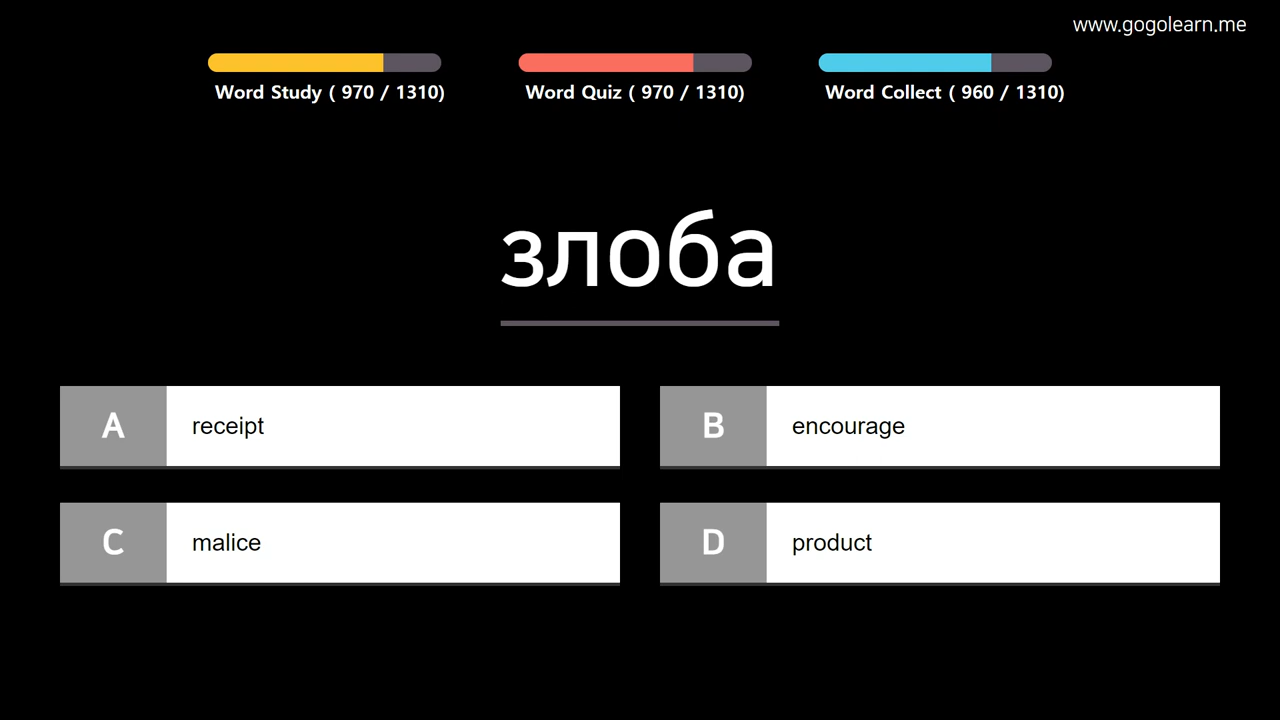 www.gogolearn.me
Word Study ( 970 / 1310)
Word Quiz ( 970 / 1310)
Word Collect ( 960 / 1310)
злоба
A receipt
B encourage
C malice
D product